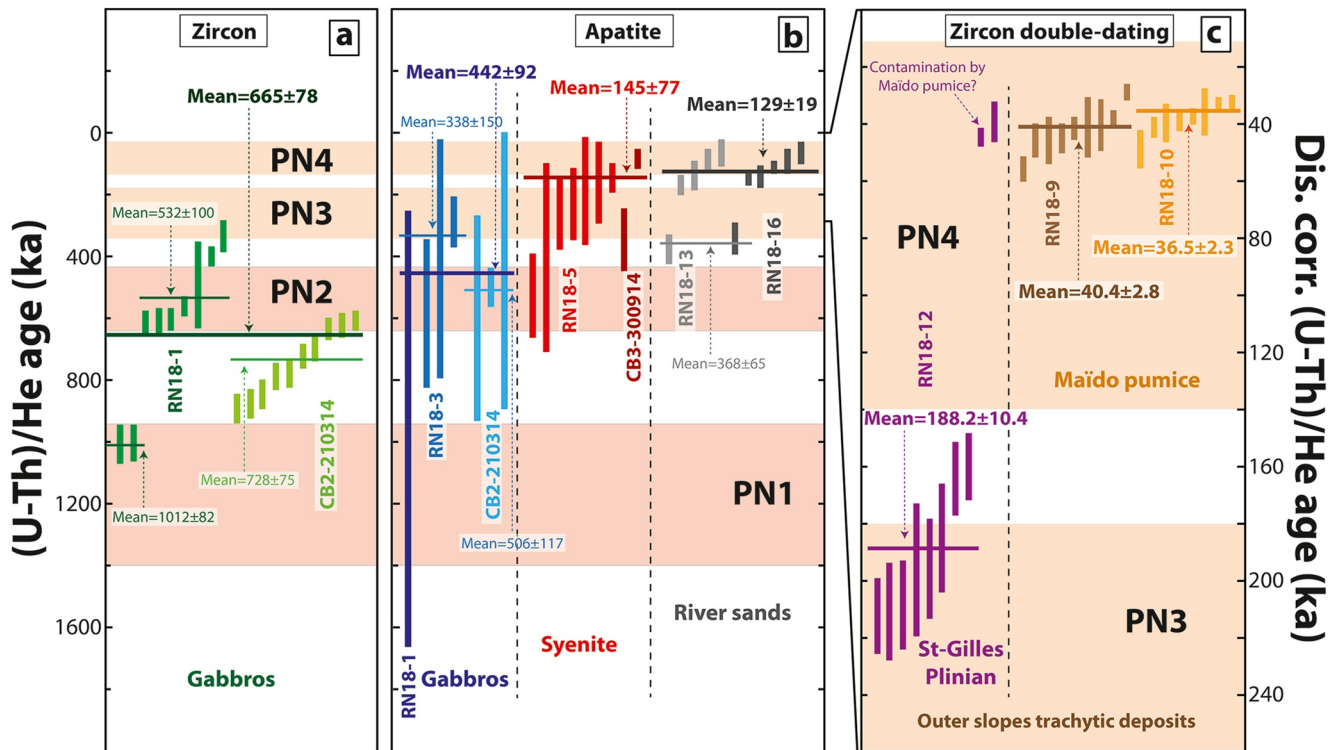 Zircon
a
Mean=665±78
PN4
PN3
Mean=532±100
PN2
RN18-1
CB2-210314
Mean=728±75
Mean=1012±82
Gabbros
(U-Th)/He age (ka)
0
400
800
1200
1600
Apatite
b
Mean=442±92
Mean=338±150
Mean=145±77
Mean=129±19
RN18-3
CB2-210314
RN18-5
CB3-300914
RN18-13
RN18-16
Mean=368±65
Mean=506±117
PN1
RN18-1
Gabbros
Syenite
River sands
Zircon double-dating
c
Contamination by
Maïdo pumice?
PN4
RN18-9
RN18-10
Mean=36.5±2.3
Mean=40.4±2.8
RN18-12
Maïdo pumice
Mean=188.2±10.4
PN3
St-Gilles
Plinian
Outer slopes trachytic deposits
40
80
120
160
200
240
Dis. corr. (U-Th)/He age (ka)